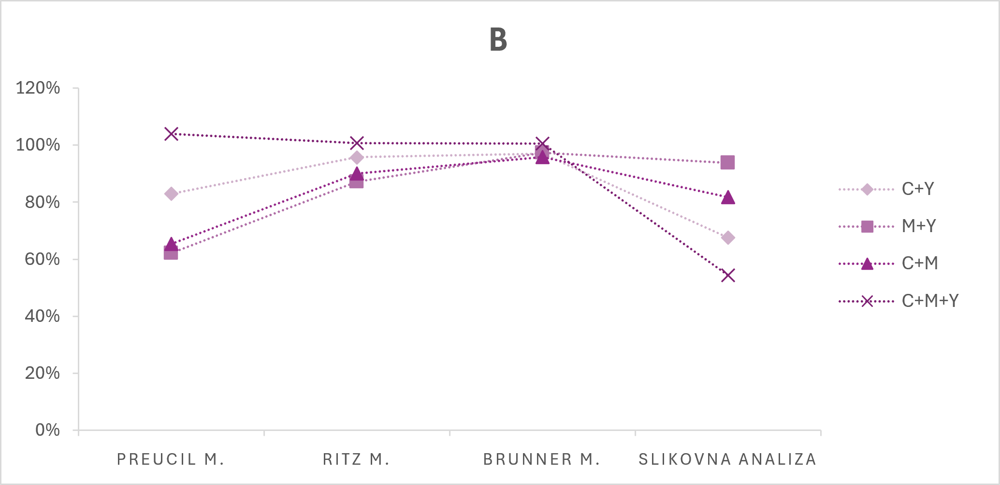 B
120%
100%
80%
60%
40%
20%
0%
PREUCIL M.
RITZ M.
BRUNNER M.
SLIKOVNA ANALIZA
C+Y
M+Y
C+M
C+M+Y